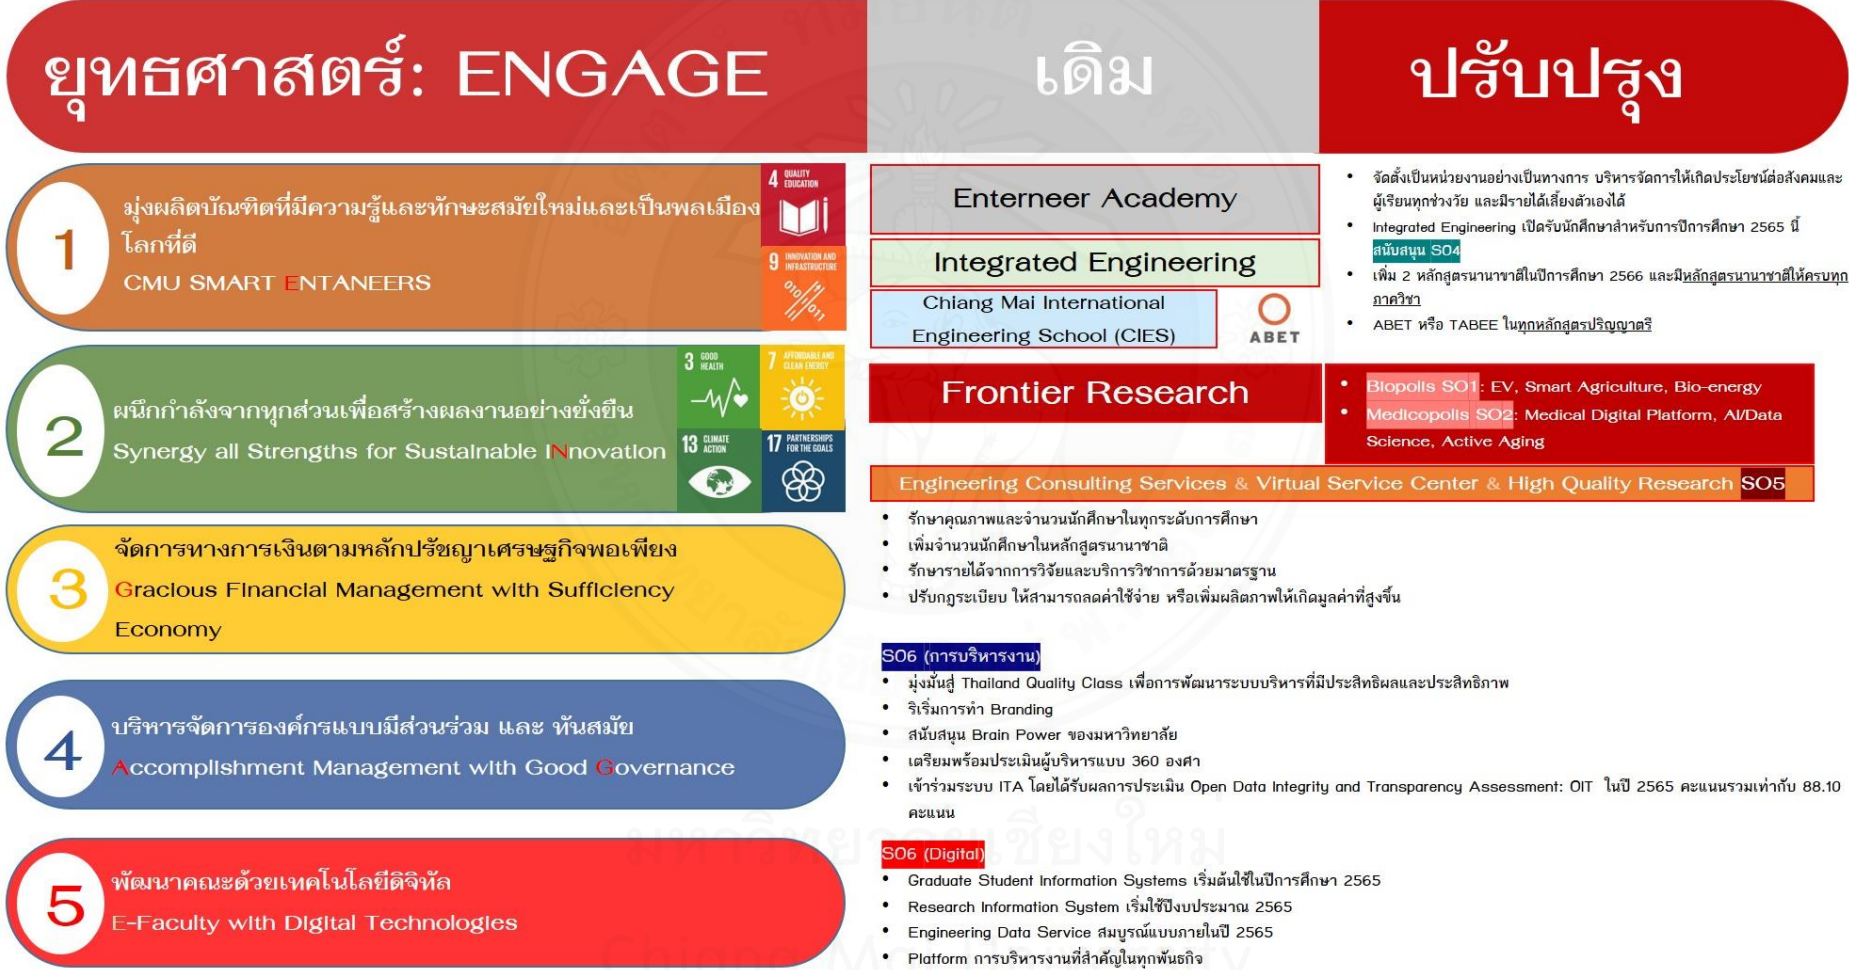 ยุทธศาสตร์: ENGAGE
เดิม
ปรับปรุง
1
มุ่งผลิตบัณฑิตที่มีความรู้และทักษะสมัยใหม่และเป็นพลเมือง
โลกที่ดี
CMU SMART ENTANEERS
4 QUALITY
EDUCATION
9 INNOVATION AND
INFRASTRUCTURE
Enterneer Academy
Integrated Engineering
Chiang Mai International
Engineering School (CIES)
ABET
• จัดตั้งเป็นหน่วยงานอย่างเป็นทางการ บริหารจัดการให้เกิดประโยชน์ต่อสังคมและ
ผู้เรียนทุกช่วงวัย และมีรายได้เลี้ยงตัวเองได้
• Integrated Engineering เปิดรับนักศึกษาสำหรับการปีการศึกษา 2565 นี้
สนับสนุน SO4
• เพิ่ม 2 หลักสูตรนานาชาติในปีการศึกษา 2566 และมีหลักสูตรนานาชาติให้ครบทุก
ภาควิชา
• ABET หรือ TABEE ในทุกหลักสูตรปริญญาตรี
2
ผนึกกำลังจากทุกส่วนเพื่อสร้างผลงานอย่างยั่งยืน
Synergy all Strengths for Sustainable INnovation
3 GOOD
HEALTH
7 AFFORDABLE AND
CLEAN ENERGY
13 CLIMATE
ACTION
17 PARTNERSHIPS
FOR THE GOALS
Frontier Research
• Biopolis SO1: EV, Smart Agriculture, Bio-energy
• Medicopolis SO2: Medical Digital Platform, AI/Data
Science, Active Aging
Engineering Consulting Services & Virtual Service Center & High Quality Research SO5
3
จัดการทางการเงินตามหลักปรัชญาเศรษฐกิจพอเพียง
Gracious Financial Management with Sufficiency
Economy
• รักษาคุณภาพและจำนวนนักศึกษาในทุกระดับการศึกษา
• เพิ่มจำนวนนักศึกษาในหลักสูตรนานาชาติ
• รักษารายได้จากการวิจัยและบริการวิชาการด้วยมาตรฐาน
• ปรับกฎระเบียบ ให้สามารถลดค่าใช้จ่าย หรือเพิ่มผลิตภาพให้เกิดมูลค่าที่สูงขึ้น
4
บริหารจัดการองค์กรแบบมีส่วนร่วม และ ทันสมัย
Accomplishment Management with Good Governance
SO6 (การบริหารงาน)
• มุ่งมั่นสู่ Thailand Quality Class เพื่อการพัฒนาระบบบริหารที่มีประสิทธิผลและประสิทธิภาพ
• ริเริ่มการทำ Branding
• สนับสนุน Brain Power ของมหาวิทยาลัย
• เตรียมพร้อมประเมินผู้บริหารแบบ 360 องศา
• เข้าร่วมระบบ ITA โดยได้รับผลการประเมิน Open Data Integrity and Transparency Assessment: OIT ในปี 2565 คะแนนรวมเท่ากับ 88.10
คะแนน
มหาวิทยาลัยเชียงใหม่
5
พัฒนาคณะด้วยเทคโนโลยีดิจิทัล
E-Faculty with Digital Technologies
SO6 (Digital)
• Graduate Student Information Systems เริ่มต้นใช้ในปีการศึกษา 2565
• Research Information System เริ่มใช้ปีงบประมาณ 2565
• Engineering Data Service สมบูรณ์แบบภายในปี 2565
• Platform การบริหารงานที่สำคัญในทุกพันธกิจ
Chiang Mai University